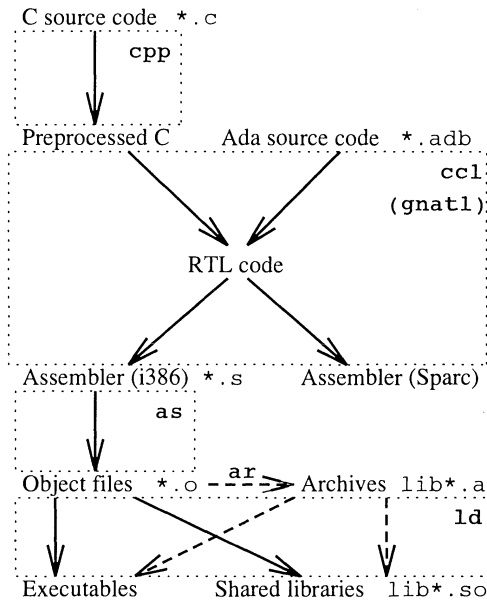 C source code *.c
cpp
Preprocessed C Ada source code *.adb
cc1
(gnat1)
RTL code
Assembler (i386) *.s Assembler (Sparc)
as
ar
Object files *.o Archives lib*.a
ld
Executables Shared libraries lib*.so